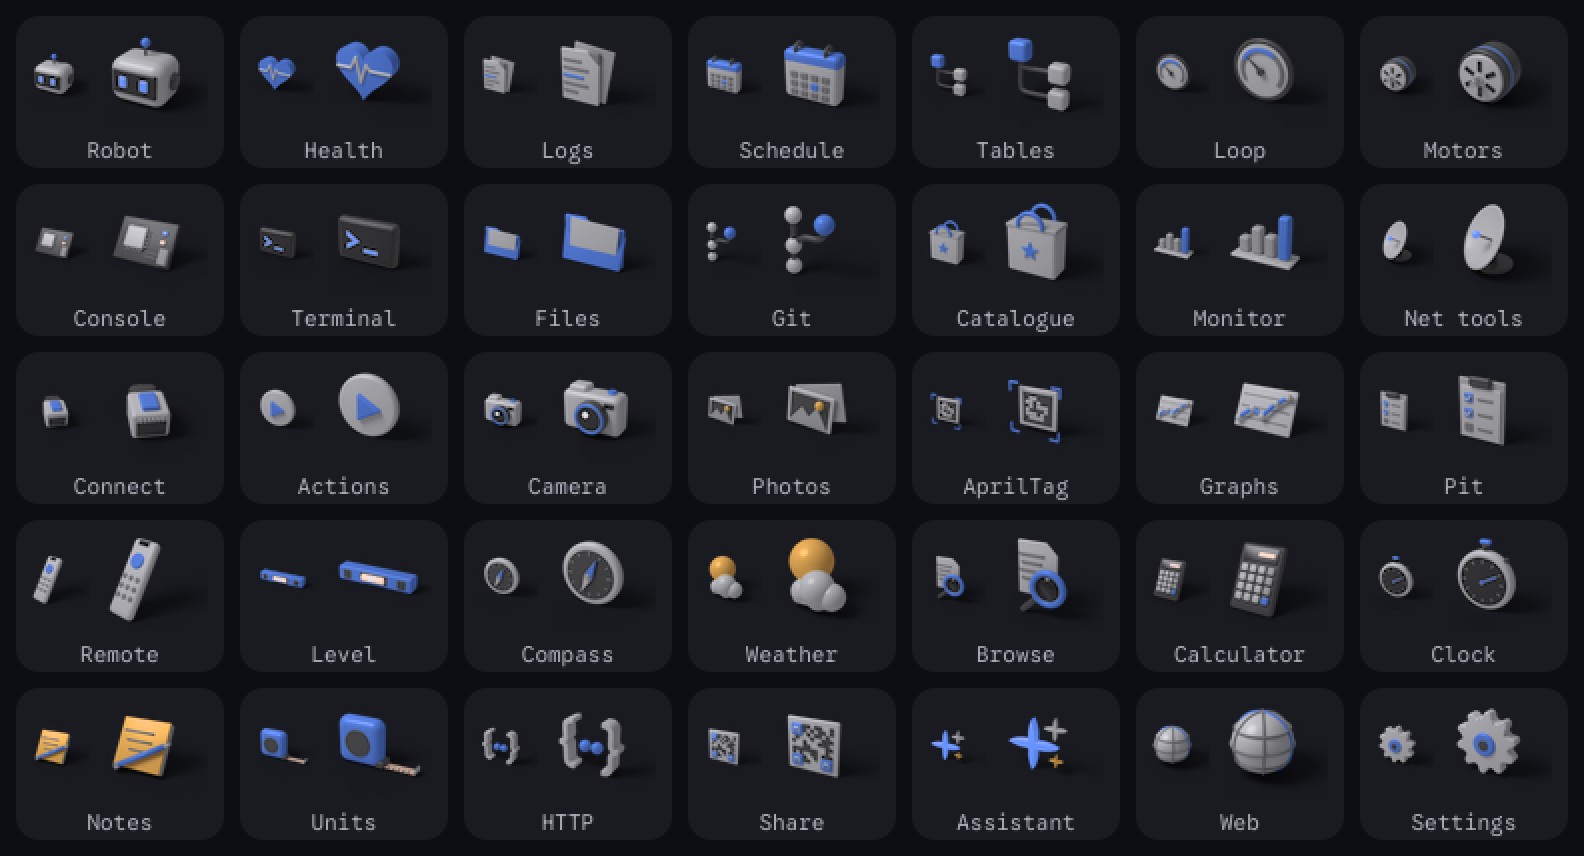 Robot
Health
Logs
Schedule
Tables
Loop
Motors
Console
Terminal
Files
Git
Catalogue
Monitor
Net tools
Connect
Actions
Camera
Photos
AprilTag
Graphs
Pit
Remote
Level
Compass
Weather
Browse
Calculator
Clock
Notes
Units
HTTP
Share
Assistant
Web
Settings